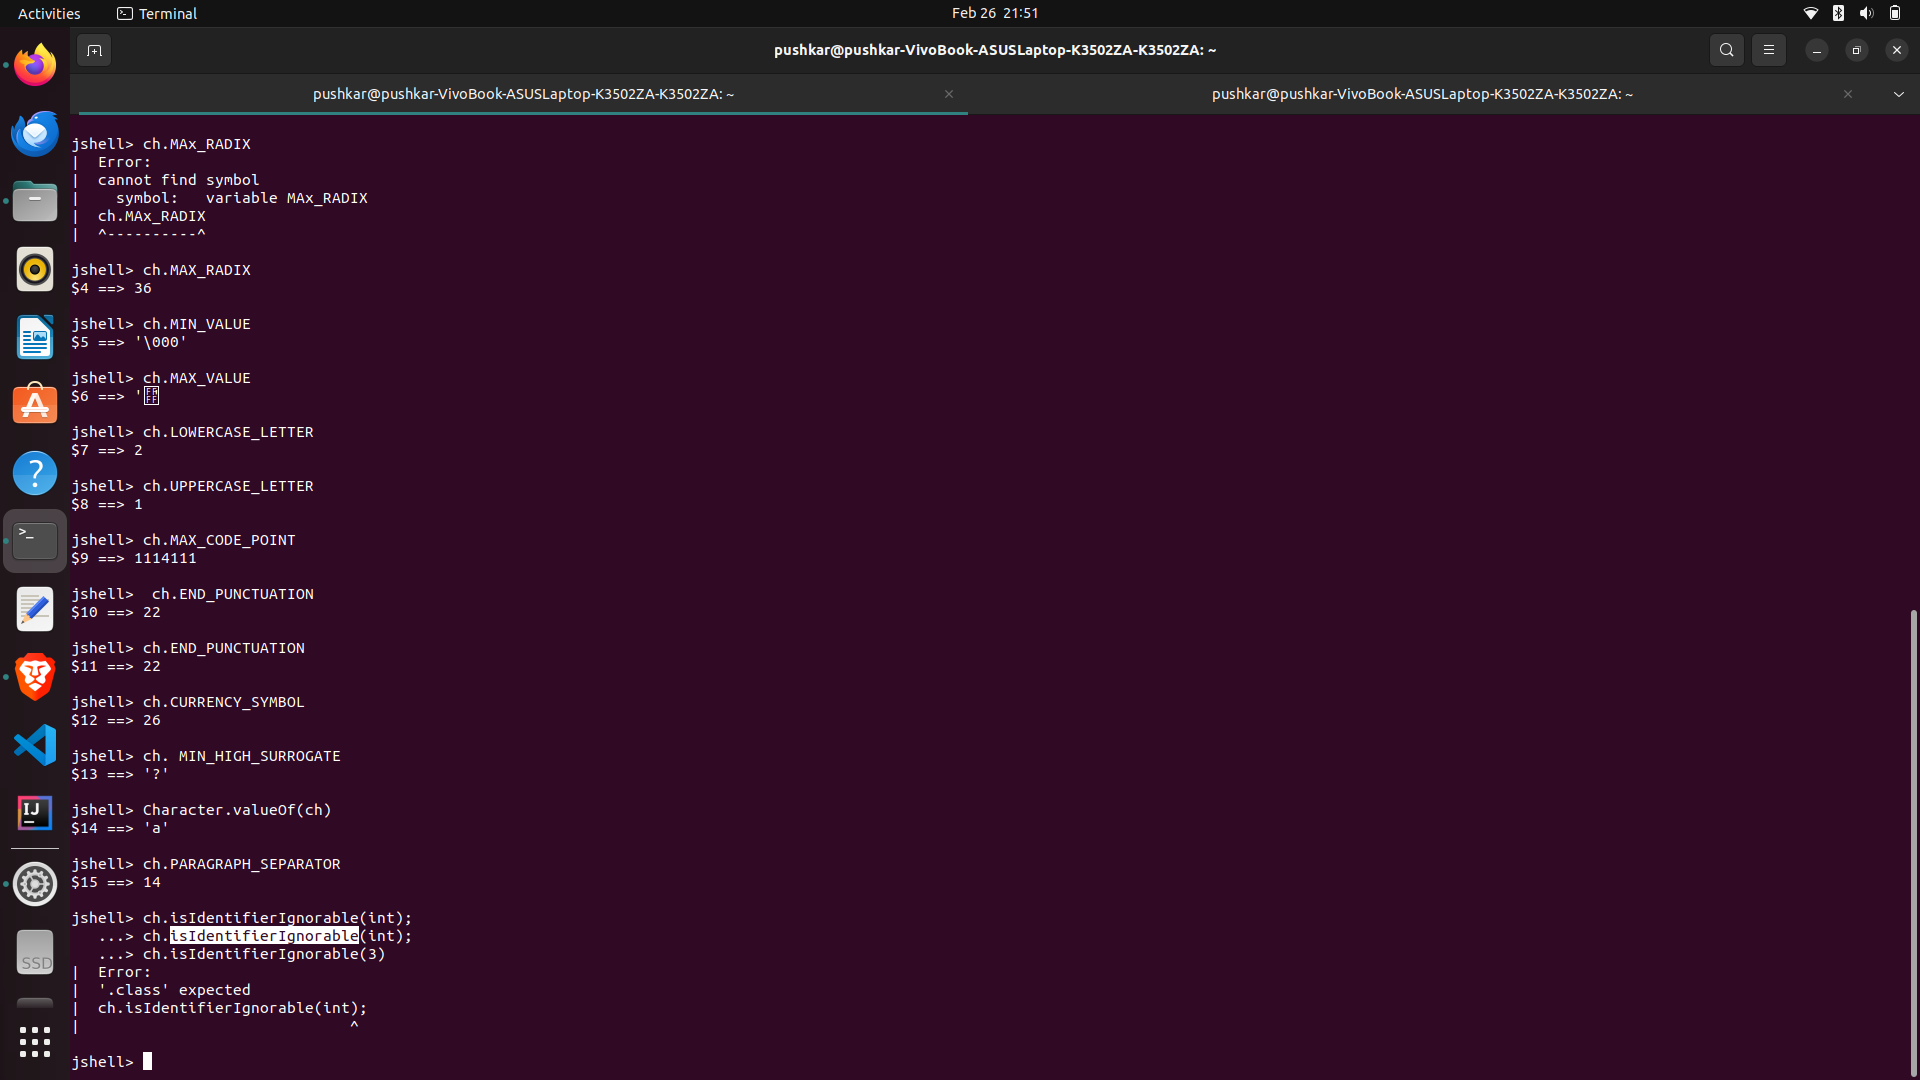 Activities
Terminal
Feb 26 21:51
pushkar@pushkar-VivoBook-ASUSLaptop-K3502ZA-K3502ZA: ~
pushkar@pushkar-VivoBook-ASUSLaptop-K3502ZA-K3502ZA: ~
pushkar@pushkar-VivoBook-ASUSLaptop-K3502ZA-K3502ZA: ~
jshell> ch.MAx_RADIX
|  Error:
|  cannot find symbol
|    symbol:   variable MAx_RADIX
|  ch.MAx_RADIX
|  ^----------^
jshell> ch.MAX_RADIX
$4 ==> 36
jshell> ch.MIN_VALUE
$5 ==> '\000'
jshell> ch.MAX_VALUE
$6 ==> '
jshell> ch.LOWERCASE_LETTER
$7 ==> 2
jshell> ch.UPPERCASE_LETTER
$8 ==> 1
jshell> ch.MAX_CODE_POINT
$9 ==> 1114111
jshell>  ch.END_PUNCTUATION
$10 ==> 22
jshell> ch.END_PUNCTUATION
$11 ==> 22
jshell> ch.CURRENCY_SYMBOL
$12 ==> 26
jshell> ch. MIN_HIGH_SURROGATE
$13 ==> '?'
jshell> Character.valueOf(ch)
$14 ==> 'a'
jshell> ch.PARAGRAPH_SEPARATOR
$15 ==> 14
jshell> ch.isIdentifierIgnorable(int);
   ...> ch.isIdentifierIgnorable(int);
   ...> ch.isIdentifierIgnorable(3)
|  Error:
|  '.class' expected
|  ch.isIdentifierIgnorable(int);
|                              ^
jshell>
IJ
SSD